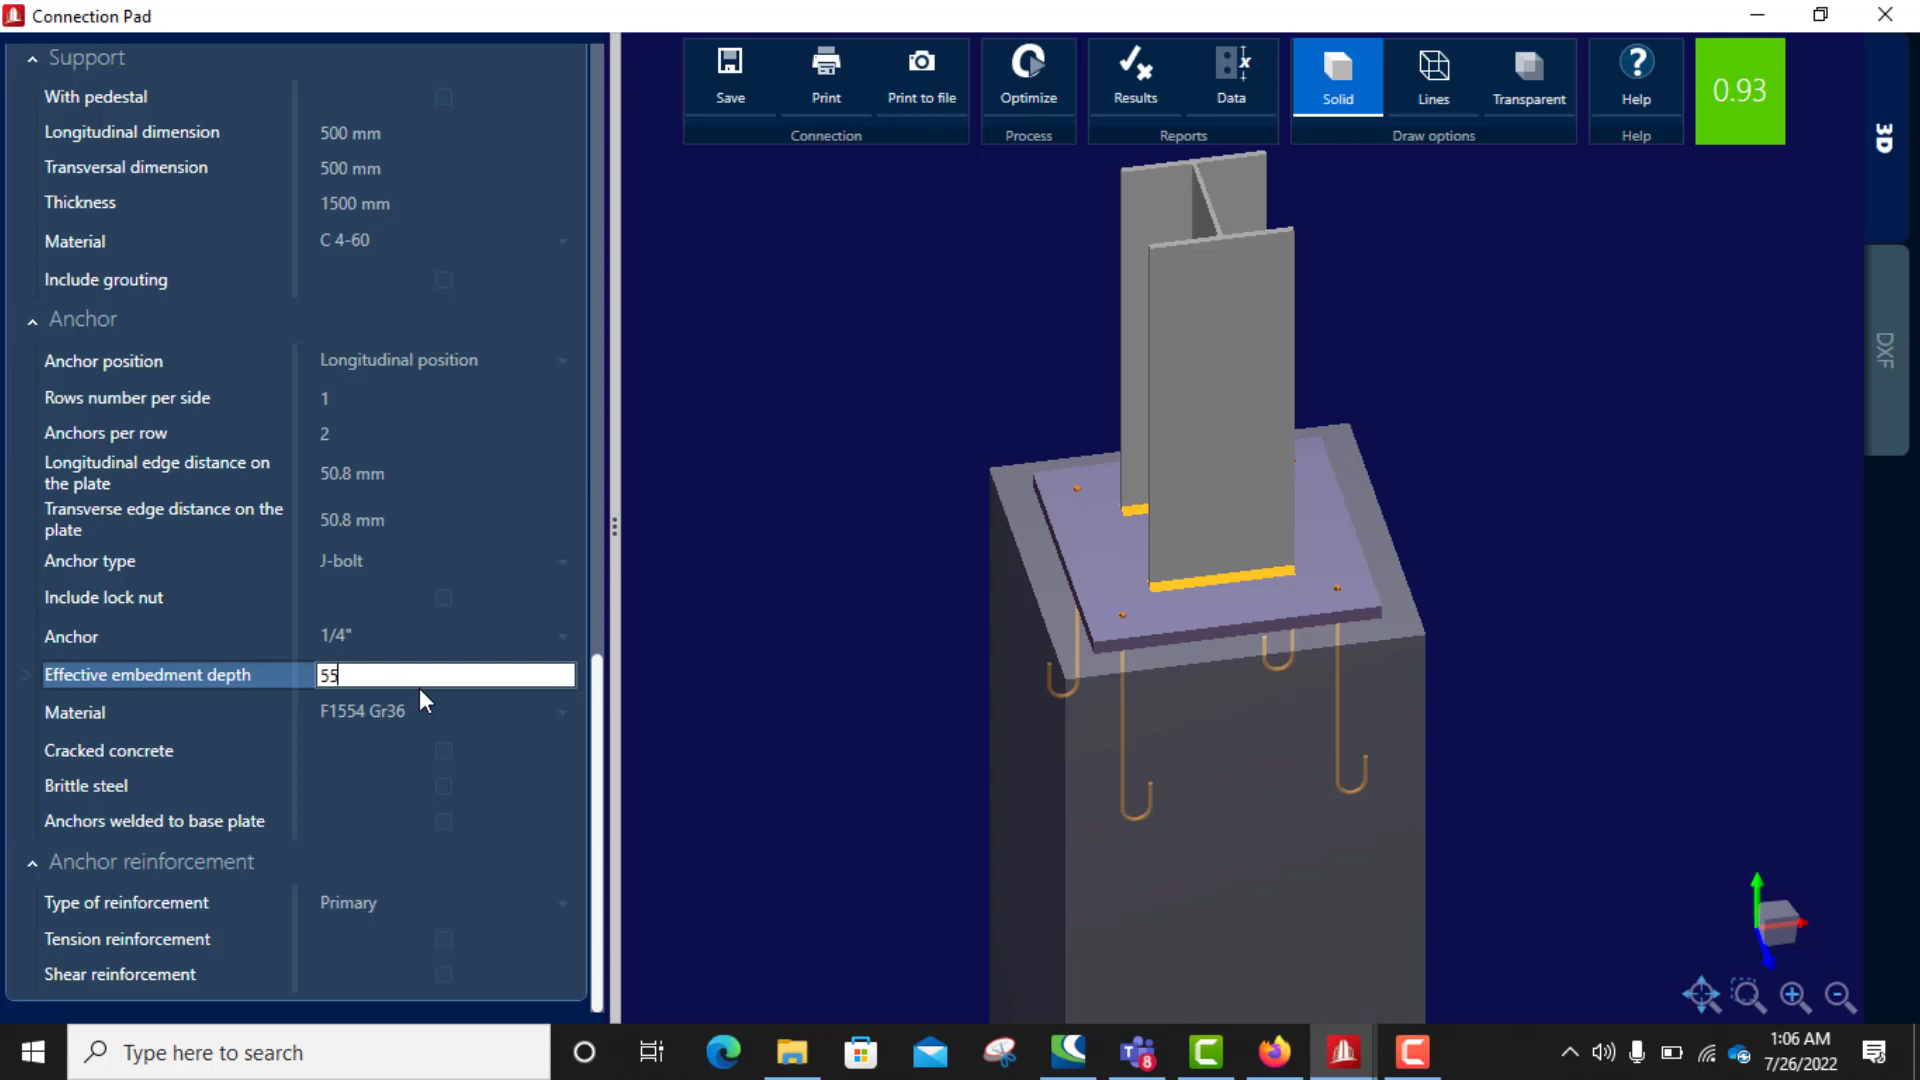 Connection Pad
Support
With pedestal
Longitudinal dimension 500 mm
Transversal dimension 500 mm
Thickness 1500 mm
Material C 4-60
Include grouting
Anchor
Anchor position Longitudinal position
Rows number per side 1
Anchors per row 2
Longitudinal edge distance on
the plate 50.8 mm
Transverse edge distance on the
plate 50.8 mm
Anchor type J-bolt
Include lock nut
Anchor 1/4"
Effective embedment depth 55
Material F1554 Gr36
Cracked concrete
Brittle steel
Anchors welded to base plate
Anchor reinforcement
Type of reinforcement Primary
Tension reinforcement
Shear reinforcement
Save Print Print to file Optimize Results Data Solid Lines Transparent Help
Connection Process Reports Draw options Help
0.93
3D
DXF
Type here to search
8
1:06 AM
7/26/2022